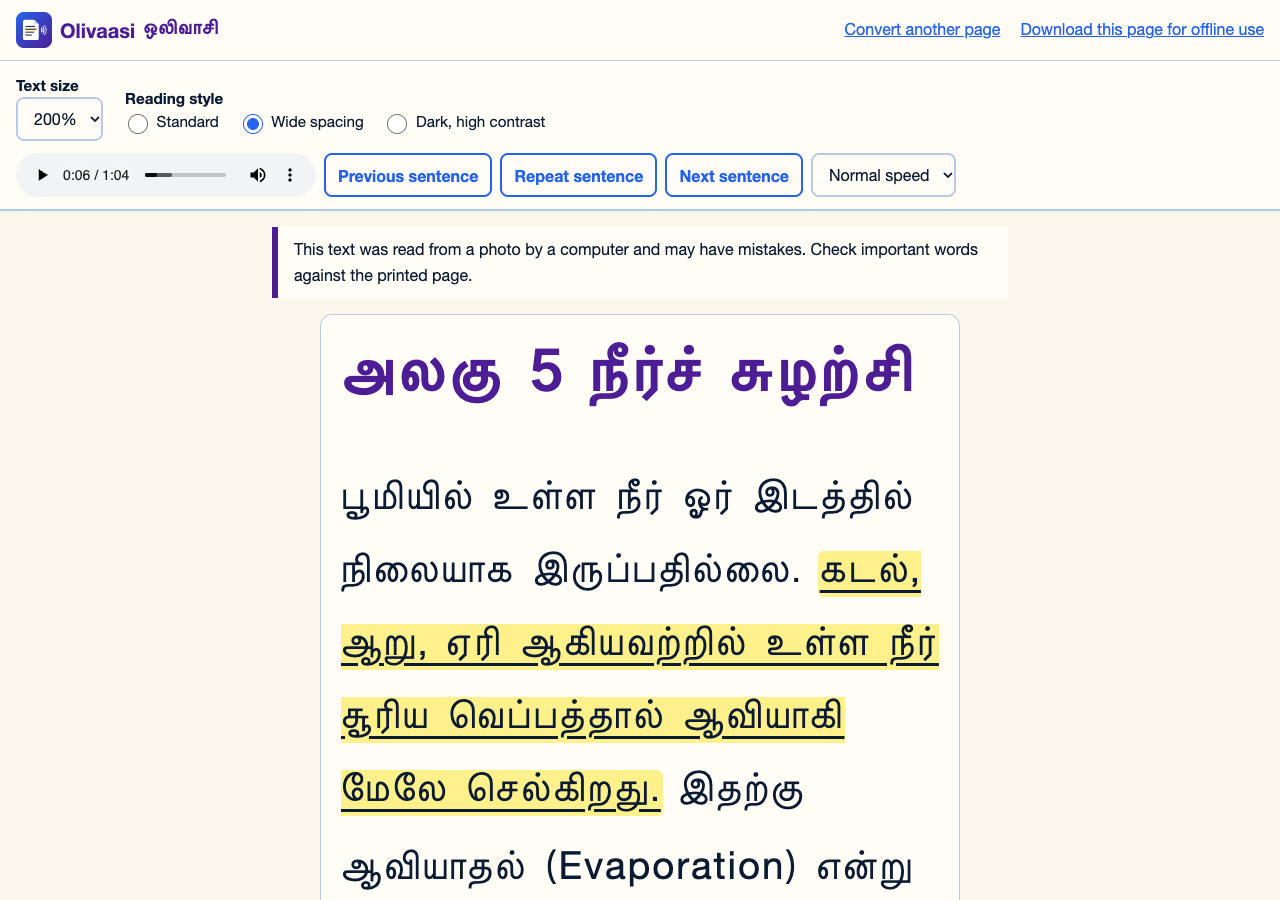 Olivaasi ஒலிவாசி
Convert another page
Download this page for offline use
Text size
200%
Reading style
Standard
Wide spacing
Dark, high contrast
0:06 / 1:04
Previous sentence
Repeat sentence
Next sentence
Normal speed
This text was read from a photo by a computer and may have mistakes. Check important words
against the printed page.
அலகு 5 நீர்ச் சுழற்சி
பூமியில் உள்ள நீர் ஓர் இடத்தில்
நிலையாக இருப்பதில்லை. கடல்,
ஆறு, ஏரி ஆகியவற்றில் உள்ள நீர்
சூரிய வெப்பத்தால் ஆவியாகி
மேலே செல்கிறது. இதற்கு
ஆவியாதல் (Evaporation) என்று